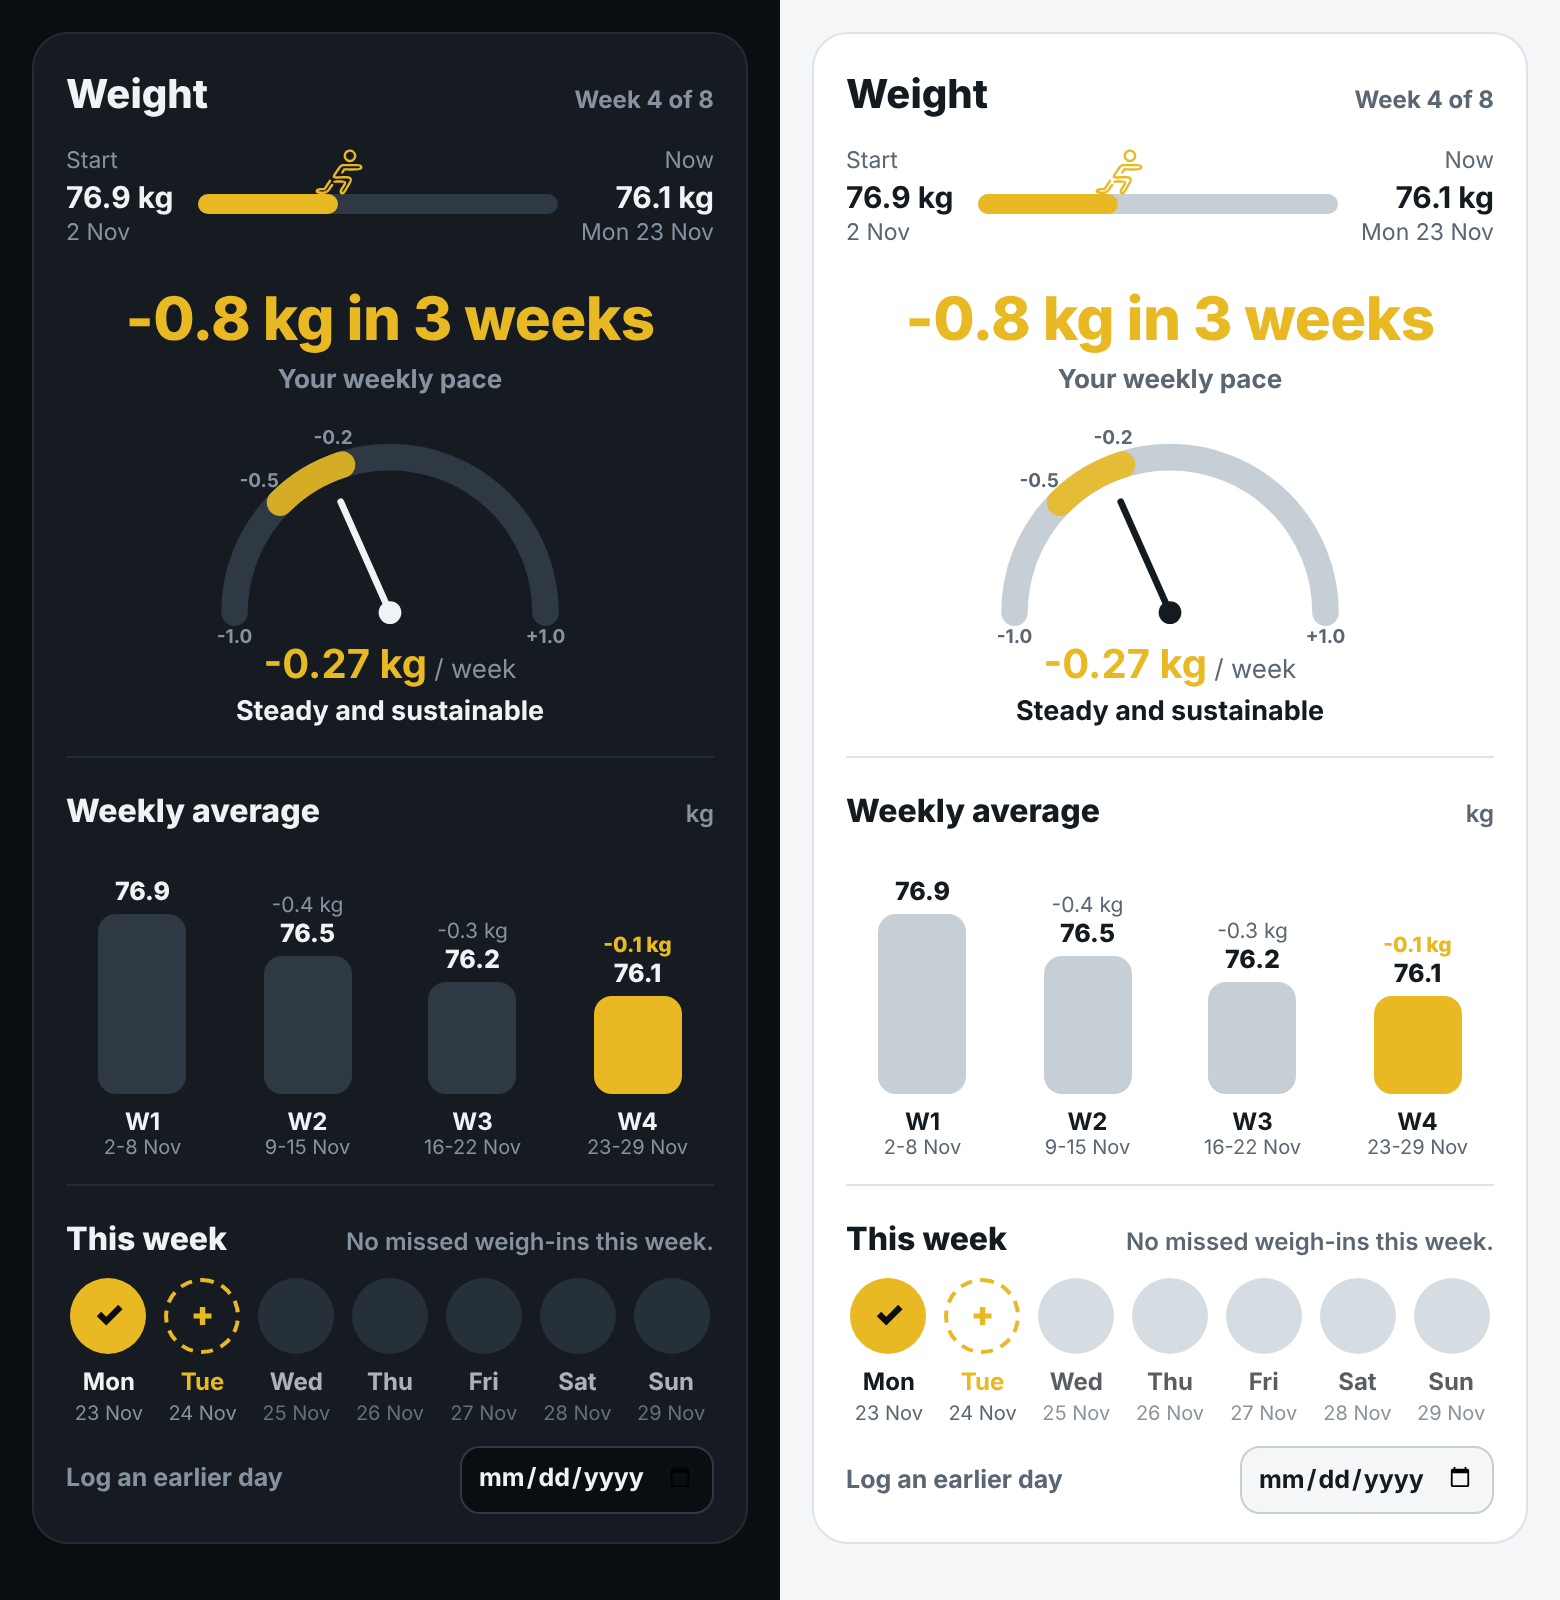 Weight
Week 4 of 8
Start
Now
76.9 kg
76.1 kg
2 Nov
Mon 23 Nov
-0.8 kg in 3 weeks
Your weekly pace
-0.2
-0.5
-1.0
+1.0
-0.27 kg / week
Steady and sustainable
Weekly average
kg
76.9
-0.4 kg
76.5
-0.3 kg
76.2
-0.1 kg
76.1
W1
W2
W3
W4
2-8 Nov
9-15 Nov
16-22 Nov
23-29 Nov
This week
No missed weigh-ins this week.
Mon
Tue
Wed
Thu
Fri
Sat
Sun
23 Nov
24 Nov
25 Nov
26 Nov
27 Nov
28 Nov
29 Nov
Log an earlier day
mm/dd/yyyy
Weight
Week 4 of 8
Start
Now
76.9 kg
76.1 kg
2 Nov
Mon 23 Nov
-0.8 kg in 3 weeks
Your weekly pace
-0.2
-0.5
-1.0
+1.0
-0.27 kg / week
Steady and sustainable
Weekly average
kg
76.9
-0.4 kg
76.5
-0.3 kg
76.2
-0.1 kg
76.1
W1
W2
W3
W4
2-8 Nov
9-15 Nov
16-22 Nov
23-29 Nov
This week
No missed weigh-ins this week.
Mon
Tue
Wed
Thu
Fri
Sat
Sun
23 Nov
24 Nov
25 Nov
26 Nov
27 Nov
28 Nov
29 Nov
Log an earlier day
mm/dd/yyyy